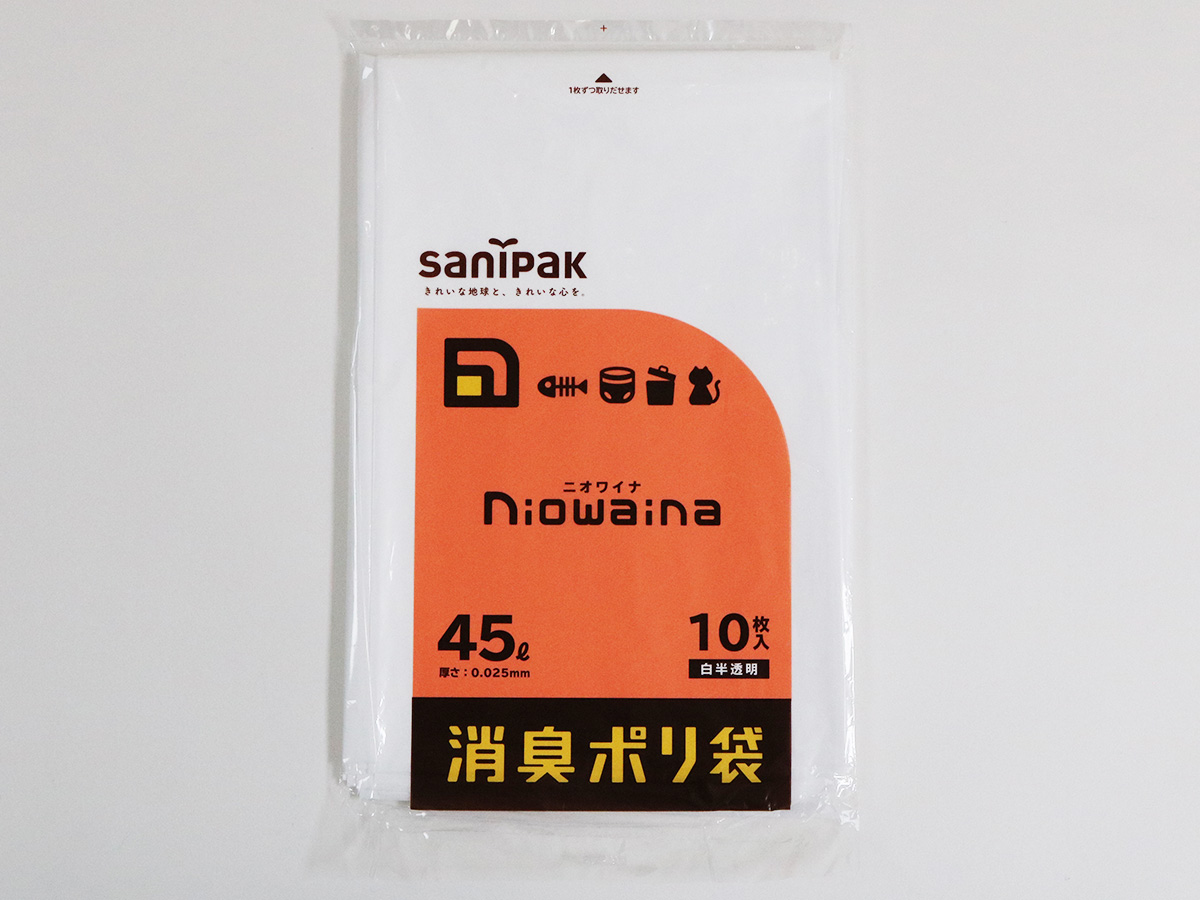 1枚ずつ取りだせます
sanipak
きれいな地球と、きれいな心を。
ニオワイナ
niowaina
45ℓ
厚さ：0.025mm
10枚入
白半透明
消臭ポリ袋